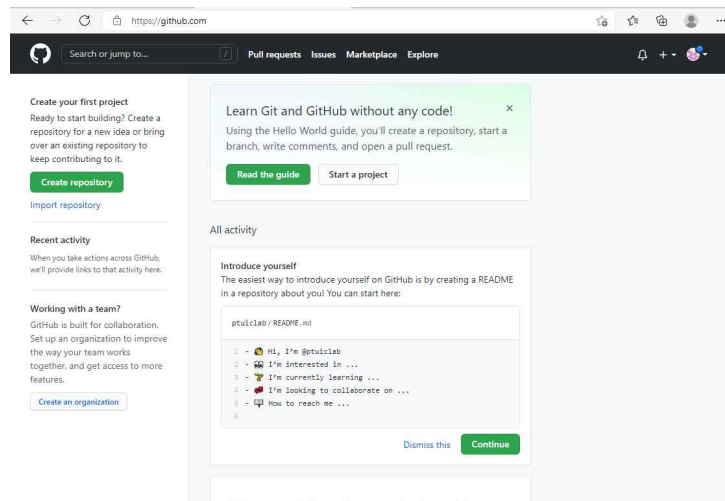 https://github.com
Search or jump to...
/
Pull requests Issues Marketplace Explore
Create your first project
Ready to start building? Create a
repository for a new idea or bring
over an existing repository to
keep contributing to it.
Create repository
Import repository
Recent activity
When you take actions across GitHub,
we'll provide links to that activity here.
Working with a team?
GitHub is built for collaboration.
Set up an organization to improve
the way your team works
together, and get access to more
features.
Create an organization
Learn Git and GitHub without any code!
Using the Hello World guide, you'll create a repository, start a
branch, write comments, and open a pull request.
Read the guide
Start a project
All activity
Introduce yourself
The easiest way to introduce yourself on GitHub is by creating a README
in a repository about you! You can start here:
ptuiclab / README.md
1 - 👋 Hi, I'm @ptuiclab
2 - 👀 I'm interested in ...
3 - 🌱 I'm currently learning ...
4 - 💞️ I'm looking to collaborate on ...
5 - 📫 How to reach me ...
6
Dismiss this
Continue